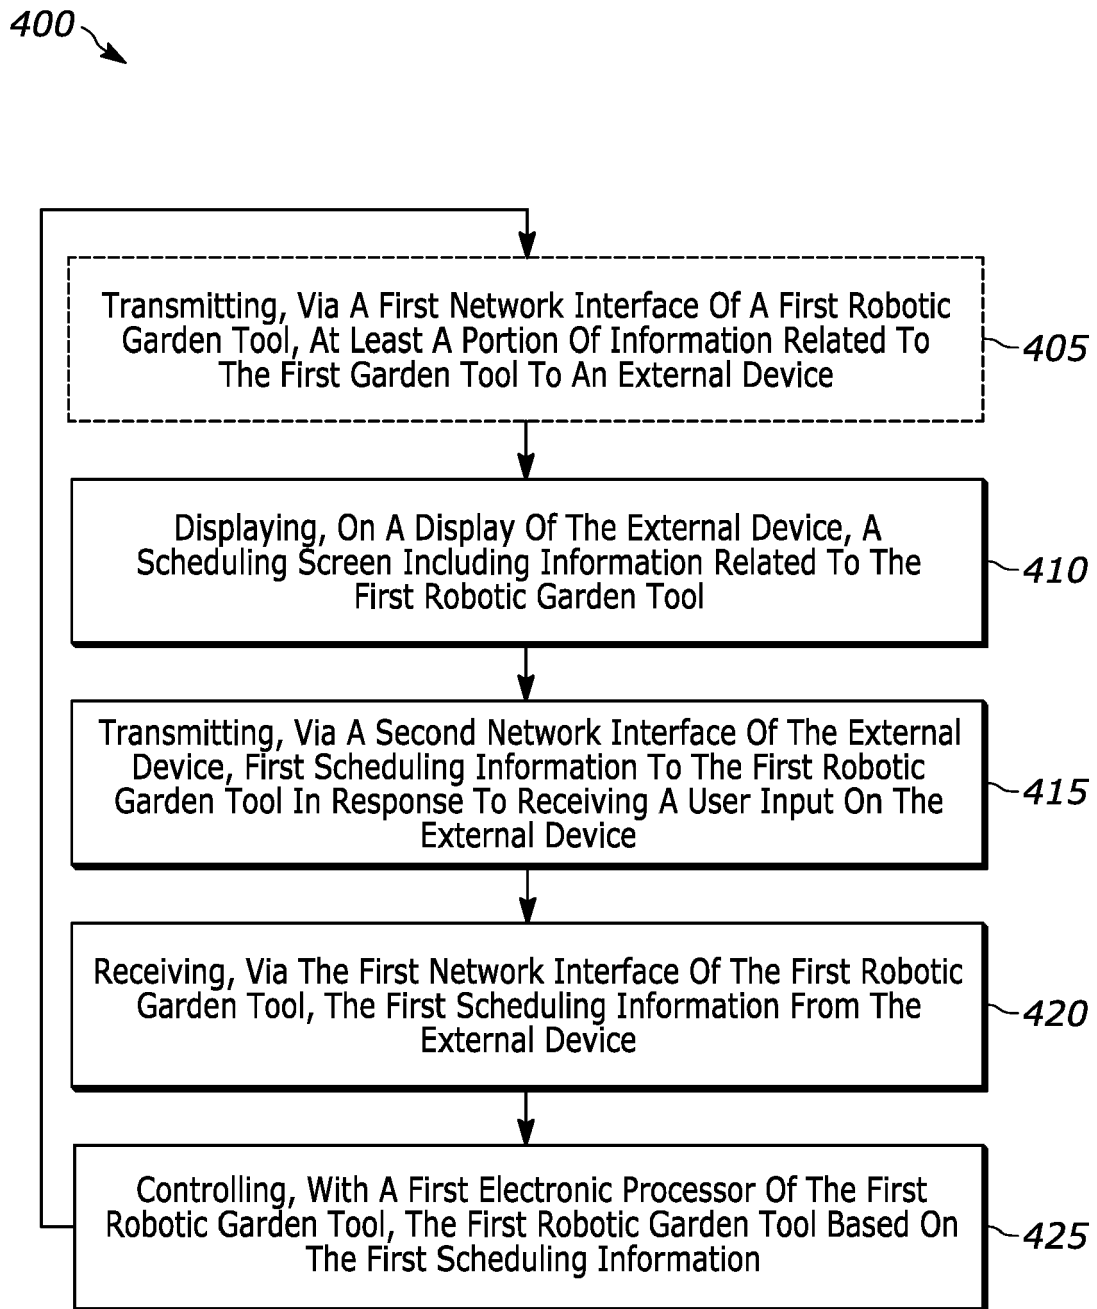 400
Transmitting, Via A First Network Interface Of A First Robotic
Garden Tool, At Least A Portion Of Information Related To
The First Garden Tool To An External Device
405
Displaying, On A Display Of The External Device, A
Scheduling Screen Including Information Related To The
First Robotic Garden Tool
410
Transmitting, Via A Second Network Interface Of The External
Device, First Scheduling Information To The First Robotic
Garden Tool In Response To Receiving A User Input On The
External Device
415
Receiving, Via The First Network Interface Of The First Robotic
Garden Tool, The First Scheduling Information From The
External Device
420
Controlling, With A First Electronic Processor Of The First
Robotic Garden Tool, The First Robotic Garden Tool Based On
The First Scheduling Information
425